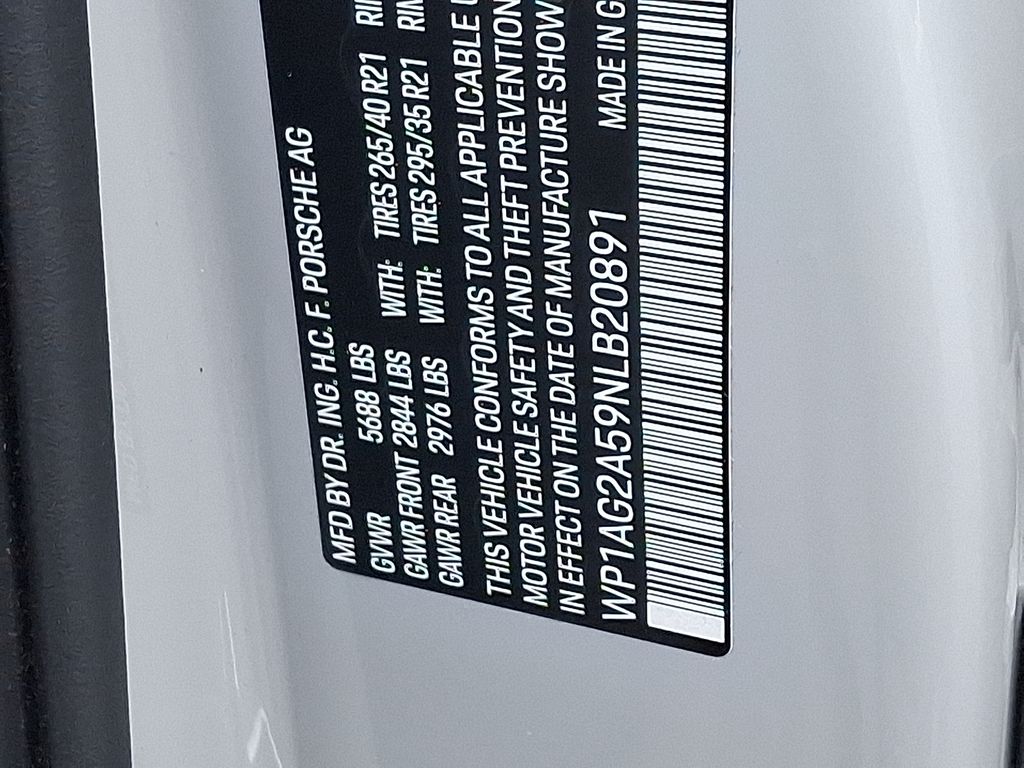 MFD BY DR. ING. H.C. F. PORSCHE AG
GVWR 5688 LBS
GAWR FRONT 2844 LBS WITH: TIRES 265/40 R21
GAWR REAR 2976 LBS WITH: TIRES 295/35 R21
THIS VEHICLE CONFORMS TO ALL APPLICABLE
MOTOR VEHICLE SAFETY AND THEFT PREVENTION
IN EFFECT ON THE DATE OF MANUFACTURE SHOW
WP1AG2A59NLB20891 MADE IN G